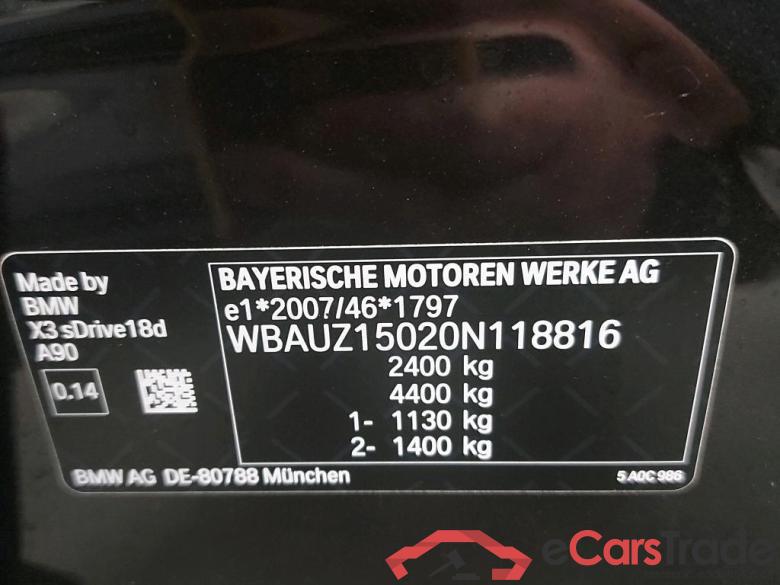 Made by
BMW
X3 sDrive18d
A90
0.14
BAYERISCHE MOTOREN WERKE AG
e1*2007/46*1797
WBAUZ15020N118816
2400 kg
4400 kg
1- 1130 kg
2- 1400 kg
BMW AG DE-80788 München
5 A0C 986
eCarsTrade